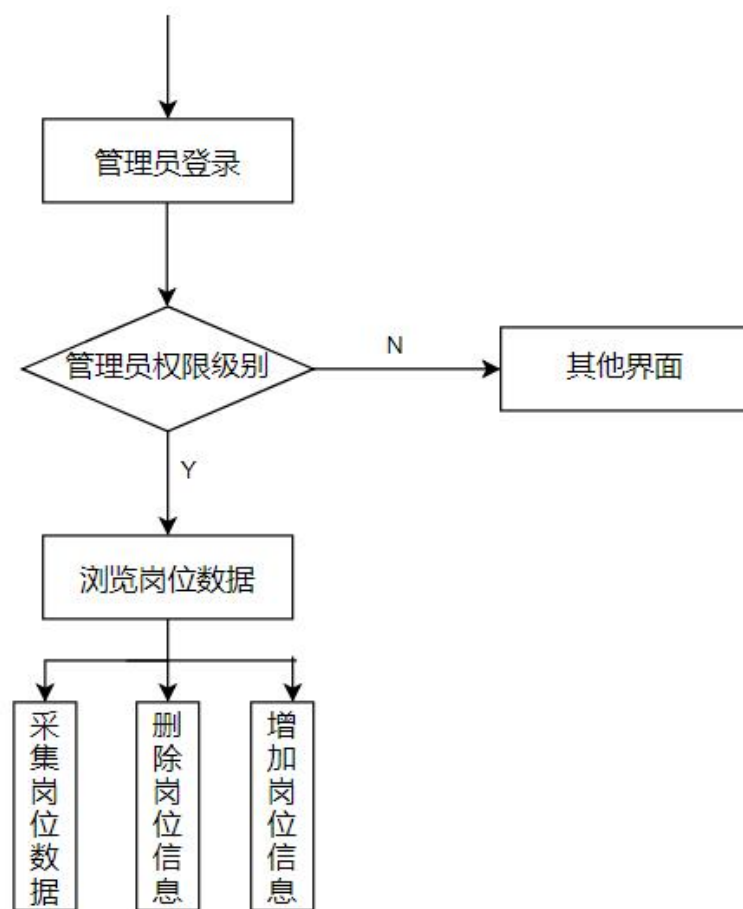 管理员登录
管理员权限级别
N
其他界面
Y
浏览岗位数据
采集岗位数据
删除岗位信息
增加岗位信息